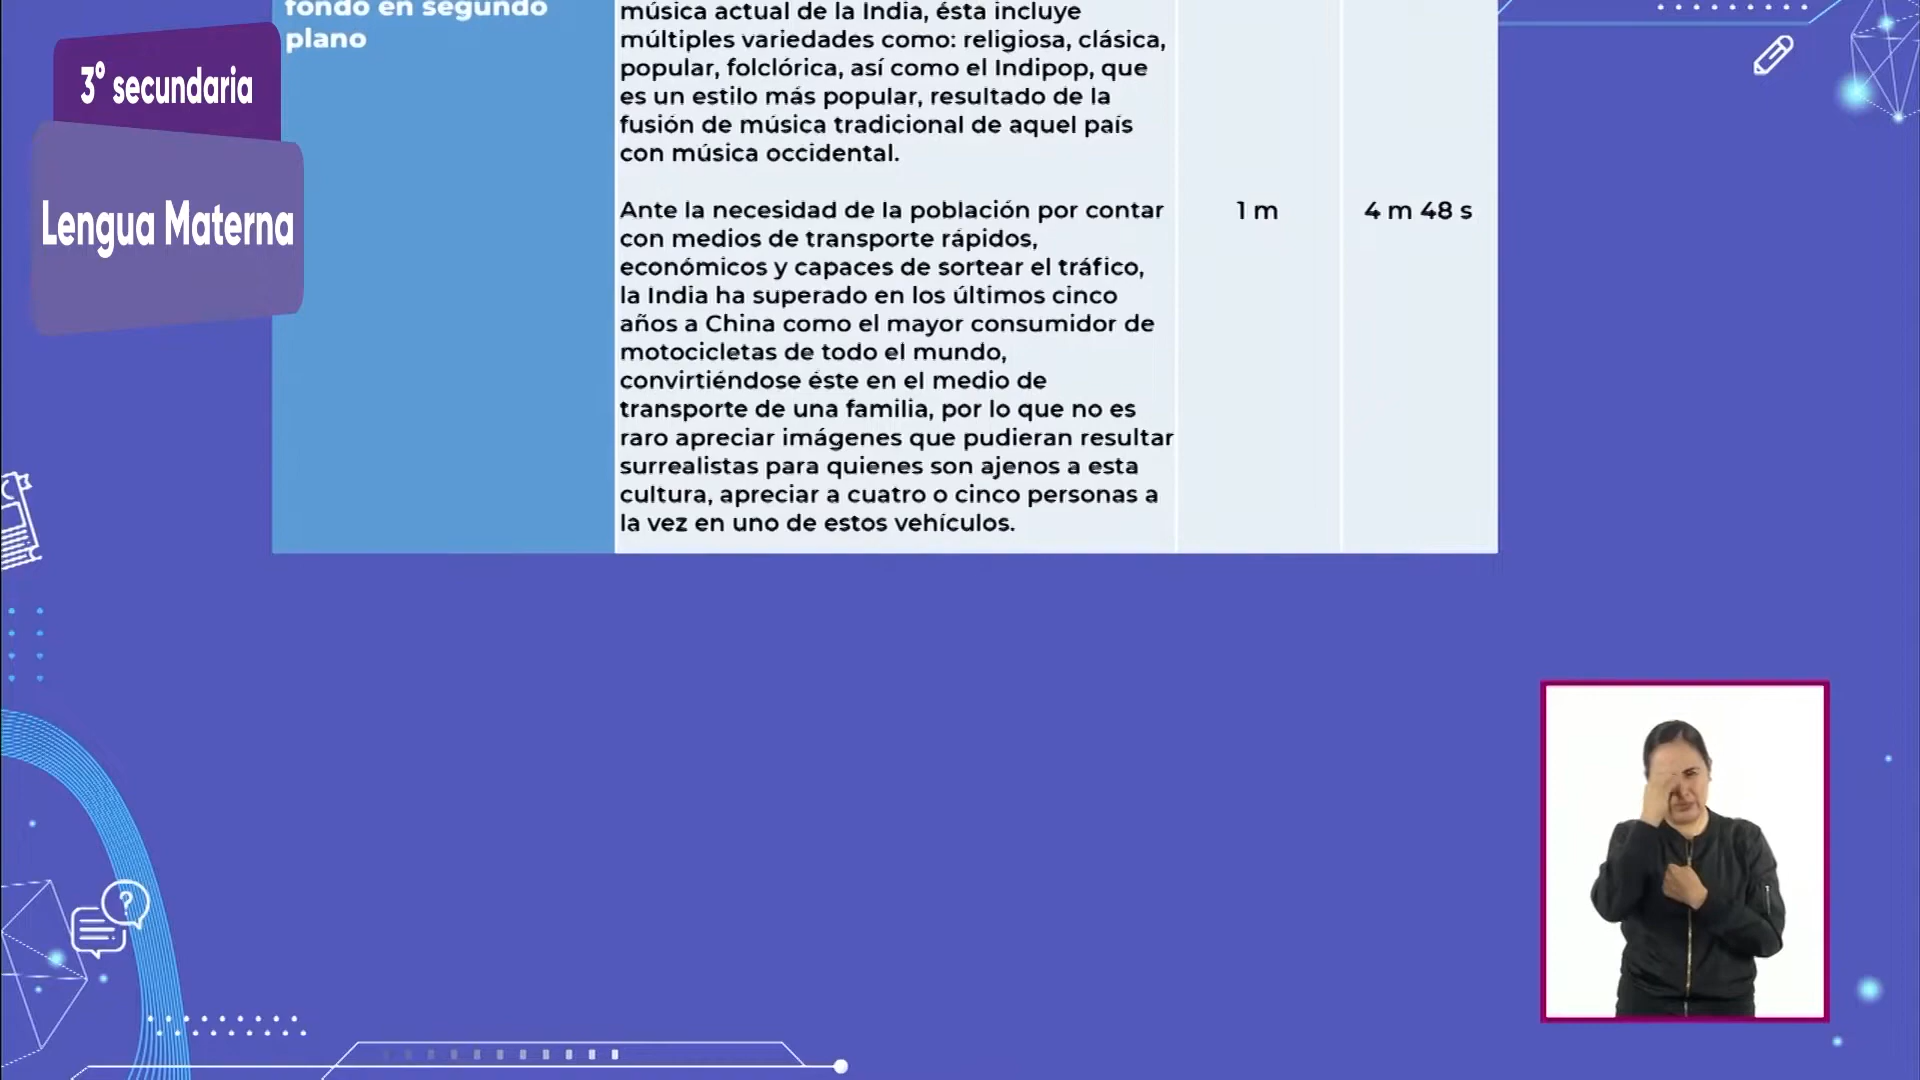 3° secundaria
Lengua Materna
fondo en segundo
plano
música actual de la India, ésta incluye
múltiples variedades como: religiosa, clásica,
popular, folclórica, así como el Indipop, que
es un estilo más popular, resultado de la
fusión de música tradicional de aquel país
con música occidental.
Ante la necesidad de la población por contar
con medios de transporte rápidos,
económicos y capaces de sortear el tráfico,
la India ha superado en los últimos cinco
años a China como el mayor consumidor de
motocicletas de todo el mundo,
convirtiéndose éste en el medio de
transporte de una familia, por lo que no es
raro apreciar imágenes que pudieran resultar
surrealistas para quienes son ajenos a esta
cultura, apreciar a cuatro o cinco personas a
la vez en uno de estos vehículos.
1 m
4 m 48 s
?